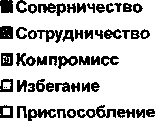 Соперничество
Сотрудничество
Компромисс
Избегание
Приспособление